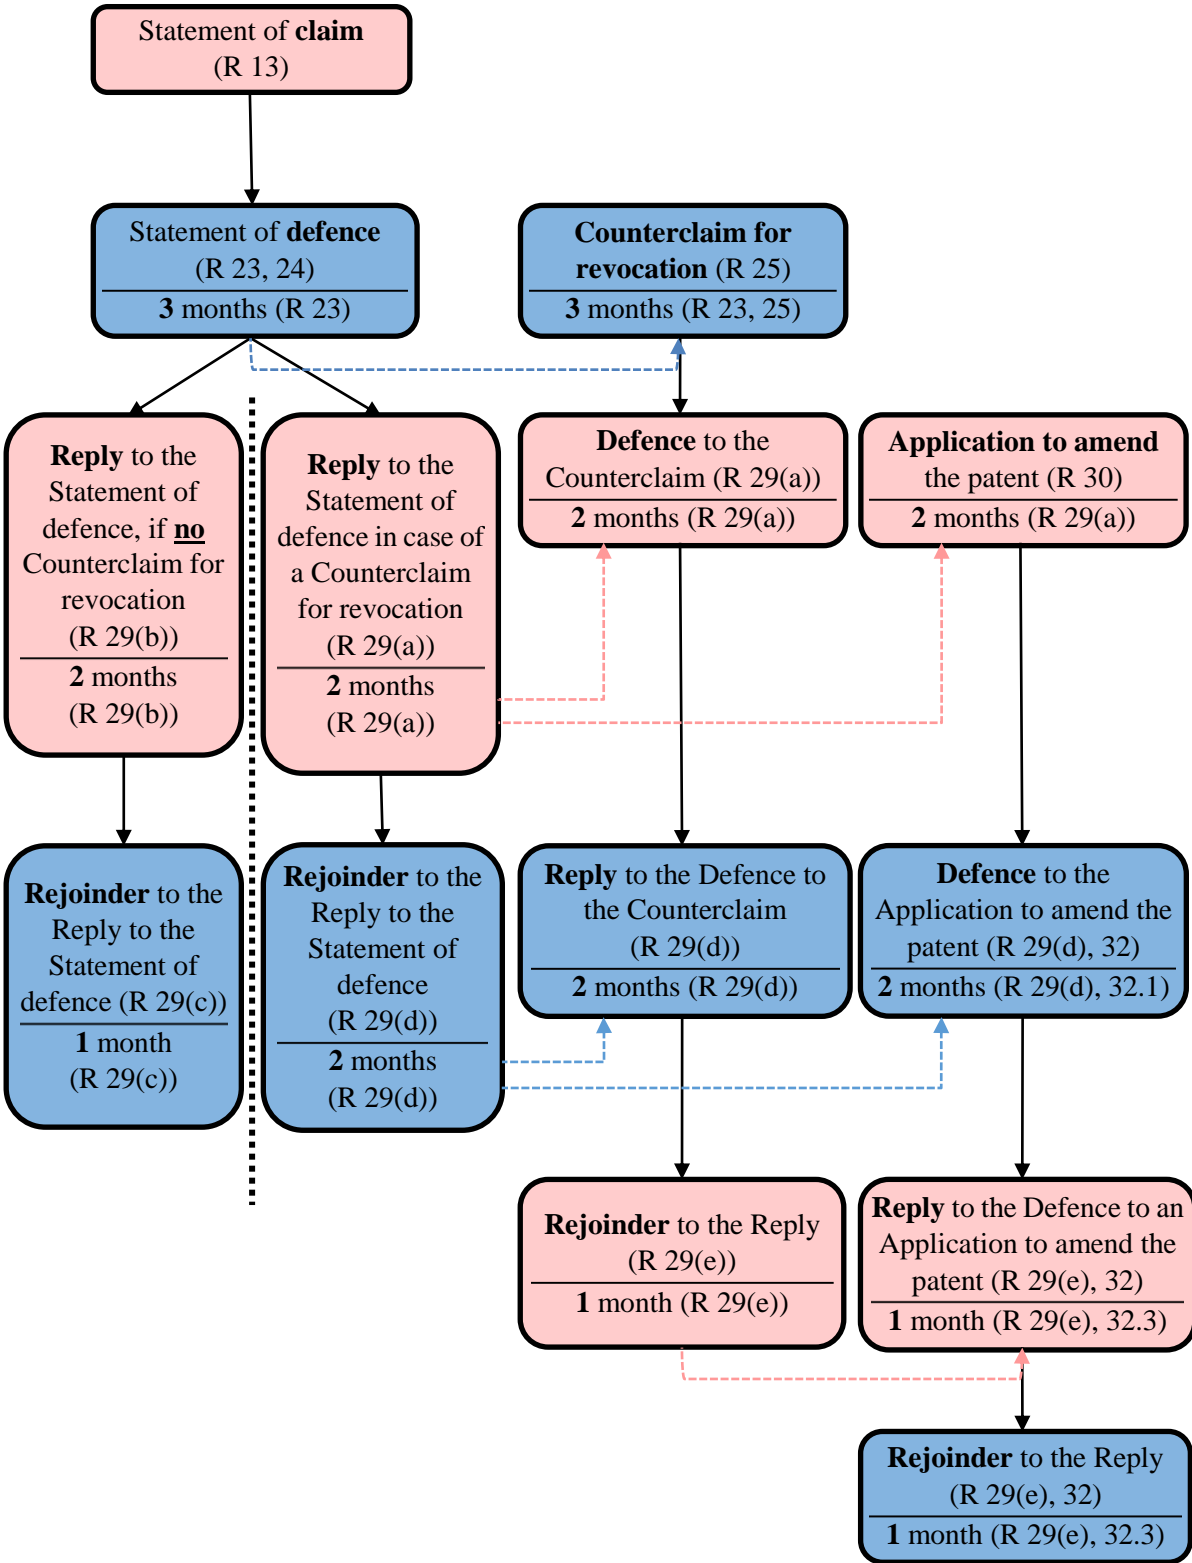 Statement of claim
(R 13)
Statement of defence
(R 23, 24)
3 months (R 23)
Counterclaim for
revocation (R 25)
3 months (R 23, 25)
Reply to the
Statement of
defence, if no
Counterclaim for
revocation
(R 29(b))
2 months
(R 29(b))
Reply to the
Statement of
defence in case of
a Counterclaim
for revocation
(R 29(a))
2 months
(R 29(a))
Defence to the
Counterclaim (R 29(a))
2 months (R 29(a))
Application to amend
the patent (R 30)
2 months (R 29(a))
Rejoinder to the
Reply to the
Statement of
defence (R 29(c))
1 month
(R 29(c))
Rejoinder to the
Reply to the
Statement of
defence
(R 29(d))
2 months
(R 29(d))
Reply to the Defence to
the Counterclaim
(R 29(d))
2 months (R 29(d))
Defence to the
Application to amend the
patent (R 29(d), 32)
2 months (R 29(d), 32.1)
Rejoinder to the Reply
(R 29(e))
1 month (R 29(e))
Reply to the Defence to an
Application to amend the
patent (R 29(e), 32)
1 month (R 29(e), 32.3)
Rejoinder to the Reply
(R 29(e), 32)
1 month (R 29(e), 32.3)